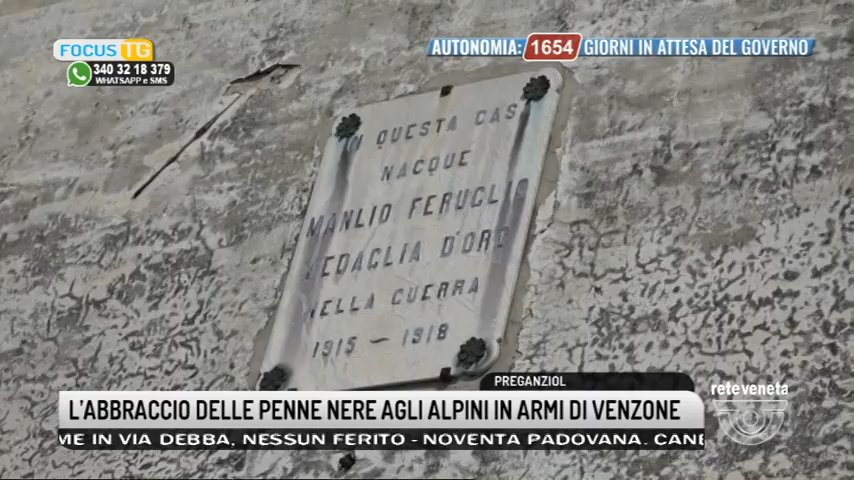 FOCUS TG
340 32 18 379
WHATSAPP e SMS
AUTONOMIA: 1654 GIORNI IN ATTESA DEL GOVERNO
IN QUESTA CAS
NACQUE
MANLIO FERUGLIO
MEDAGLIA D'ORO
NELLA GUERRA
1915 - 1918
PREGANZIOL
L'ABBRACCIO DELLE PENNE NERE AGLI ALPINI IN ARMI DI VENZONE
reteveneta
ME IN VIA DEBBA, NESSUN FERITO - NOVENTA PADOVANA. CANE